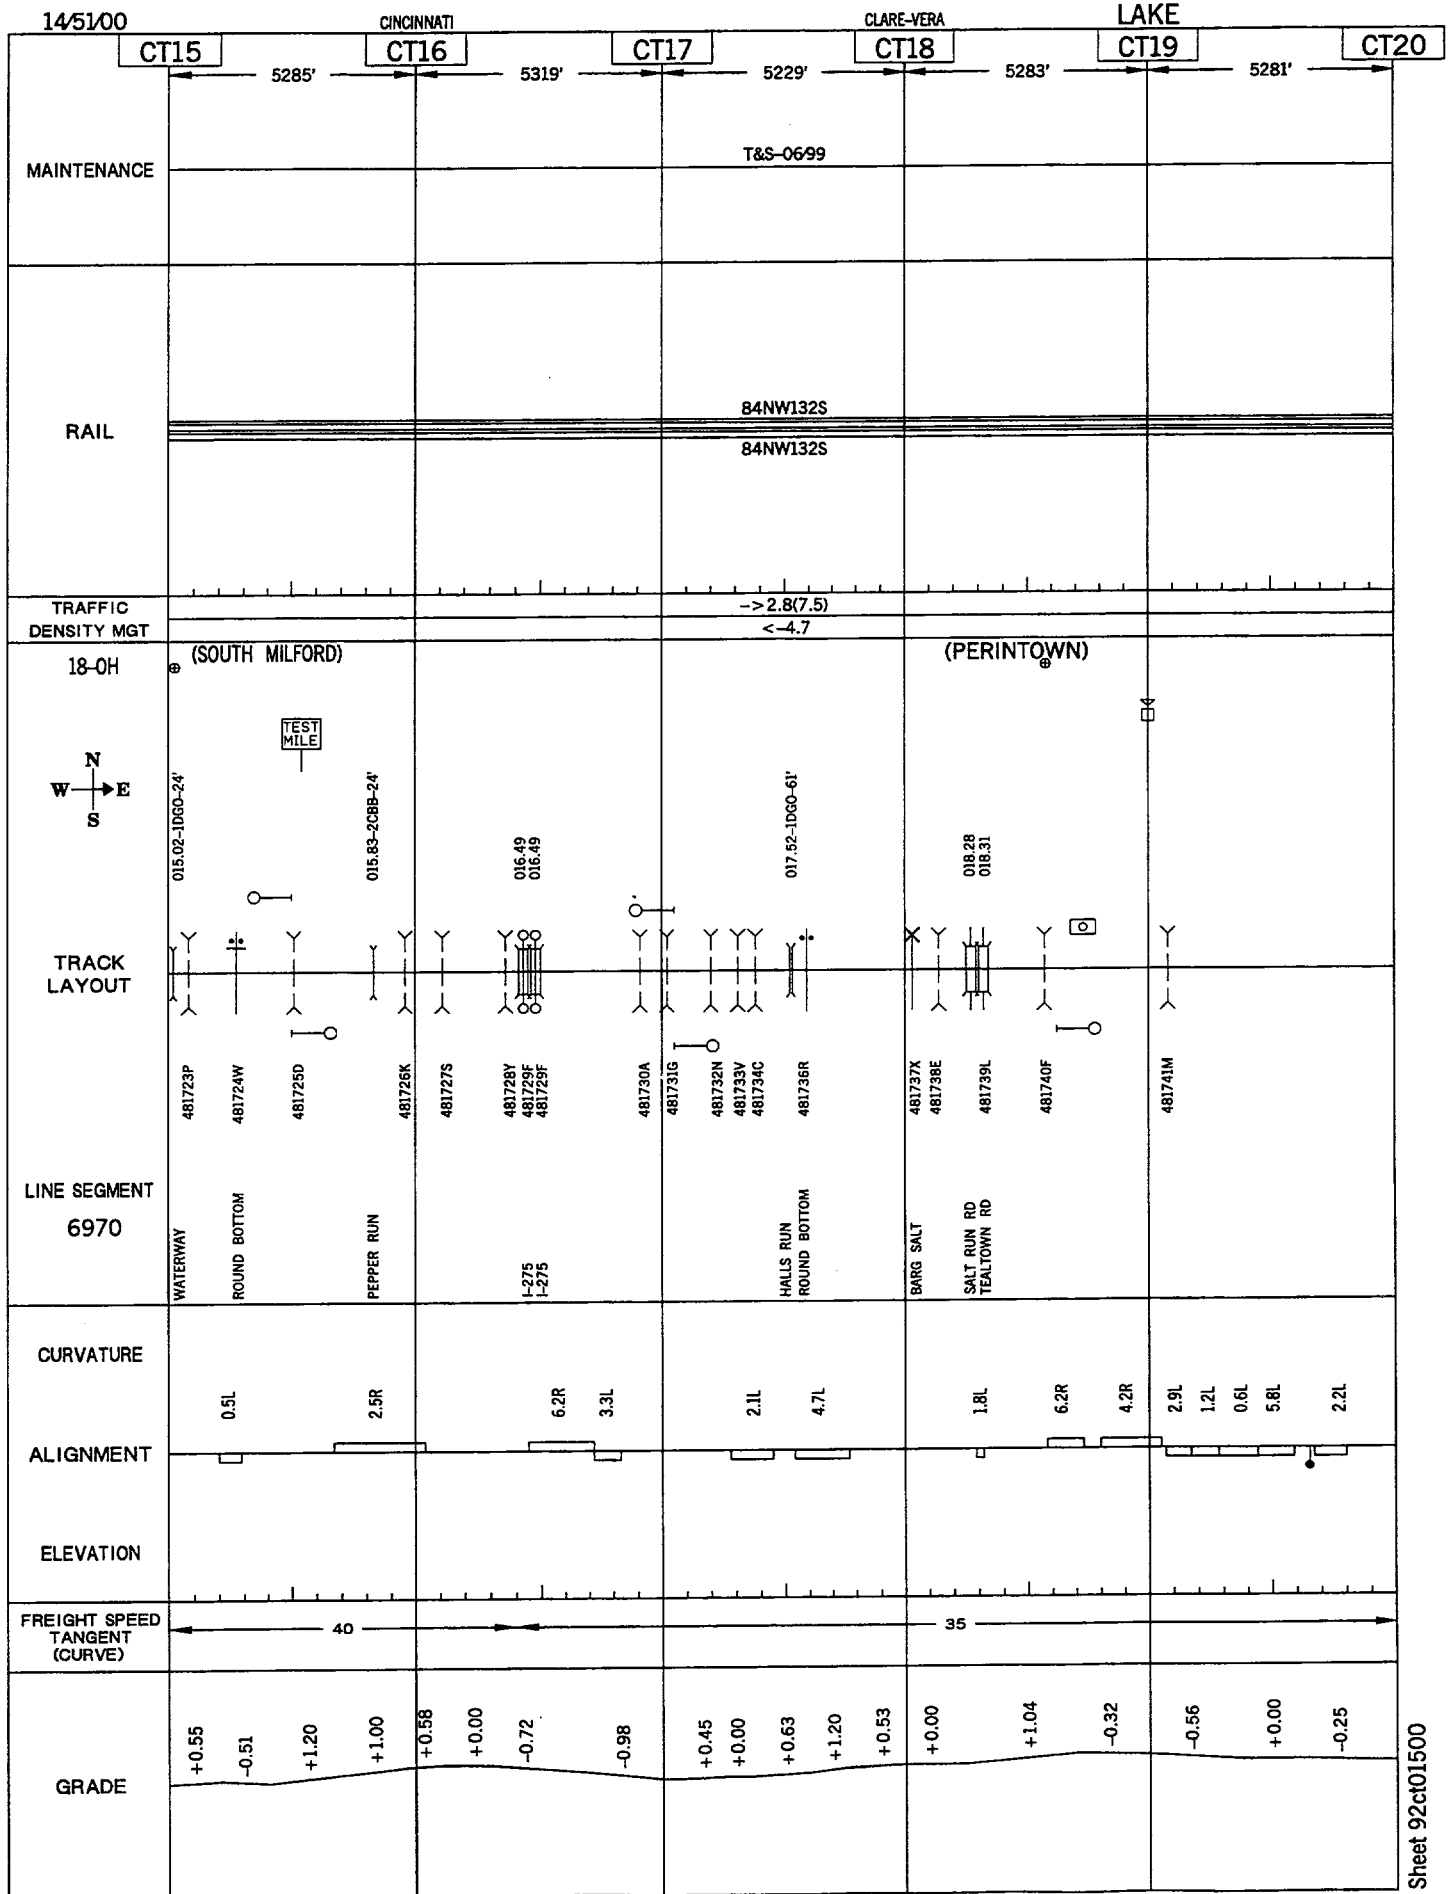 14/51/00
CINCINNATI
CLARE-VERA
LAKE
CT15
CT16
CT17
CT18
CT19
CT20
5285'
5319'
5229'
5283'
5281'
MAINTENANCE
T&S-06/99
RAIL
84NW132S
84NW132S
TRAFFIC
DENSITY MGT
->2.8(7.5)
<-4.7
18-OH
(SOUTH MILFORD)
(PERINTOWN)
TEST
MILE
N
W E
S
015.02-1DGO-24'
015.83-2CBB-24'
016.49
016.49
017.52-1DGO-61'
018.28
018.31
TRACK
LAYOUT
481723P
481724W
481725D
481726K
481727S
481728Y
481729F
481729F
481730A
481731G
481732N
481733V
481734C
481736R
481737X
481738E
481739L
481740F
481741M
LINE SEGMENT
6970
WATERWAY
ROUND BOTTOM
PEPPER RUN
I-275
I-275
HALLS RUN
ROUND BOTTOM
BARG SALT
SALT RUN RD
TEALTOWN RD
CURVATURE
0.5L
2.5R
6.2R
3.3L
2.1L
4.7L
1.8L
6.2R
4.2R
2.9L
1.2L
0.6L
5.8L
2.2L
ALIGNMENT
ELEVATION
FREIGHT SPEED
TANGENT
(CURVE)
40
35
GRADE
+0.55
-0.51
+1.20
+1.00
+0.58
+0.00
-0.72
-0.98
+0.45
+0.00
+0.63
+1.20
+0.53
+0.00
+1.04
-0.32
-0.56
+0.00
-0.25
Sheet 92ct01500